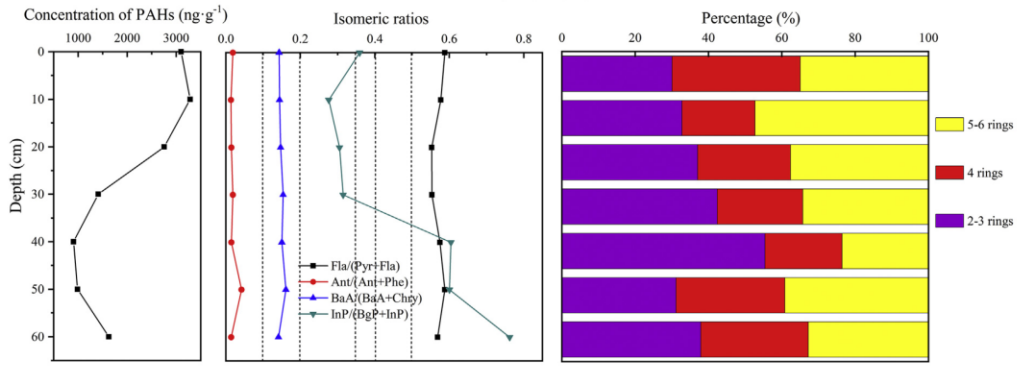 Concentration of PAHs (ng·g⁻¹)
1000 2000 3000
Isomeric ratios
0.0 0.2 0.4 0.6 0.8
Percentage (%)
0 20 40 60 80 100
Depth (cm)
0
10
20
30
40
50
60
Fla/(Pyr+Fla)
Ant/(Ant+Phe)
BaA/(BaA+Chry)
InP/(BgP+InP)
5-6 rings
4 rings
2-3 rings